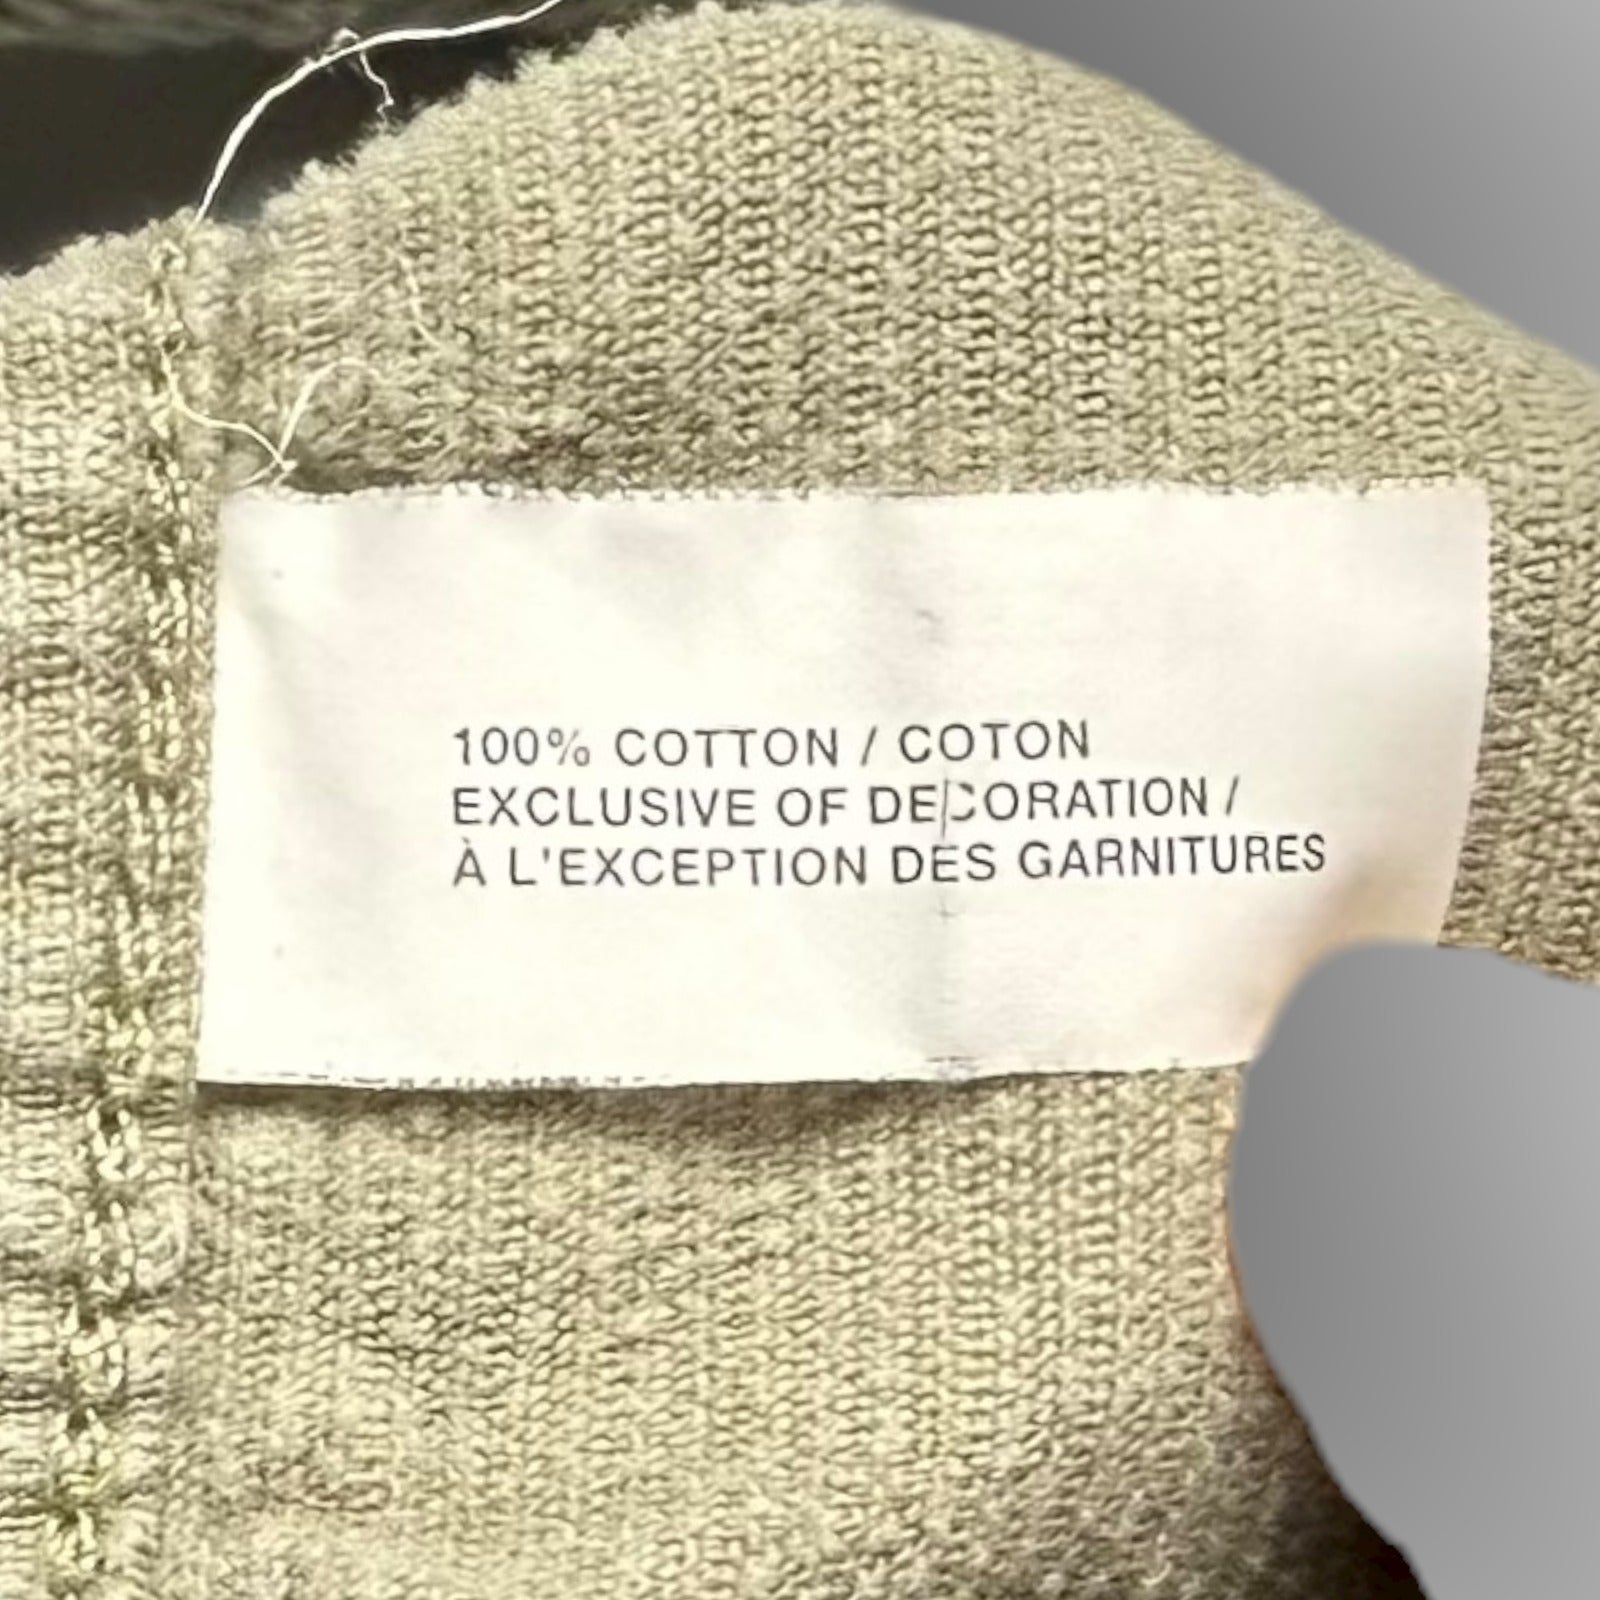 100% COTTON / COTON
EXCLUSIVE OF DECORATION /
À L'EXCEPTION DES GARNITURES